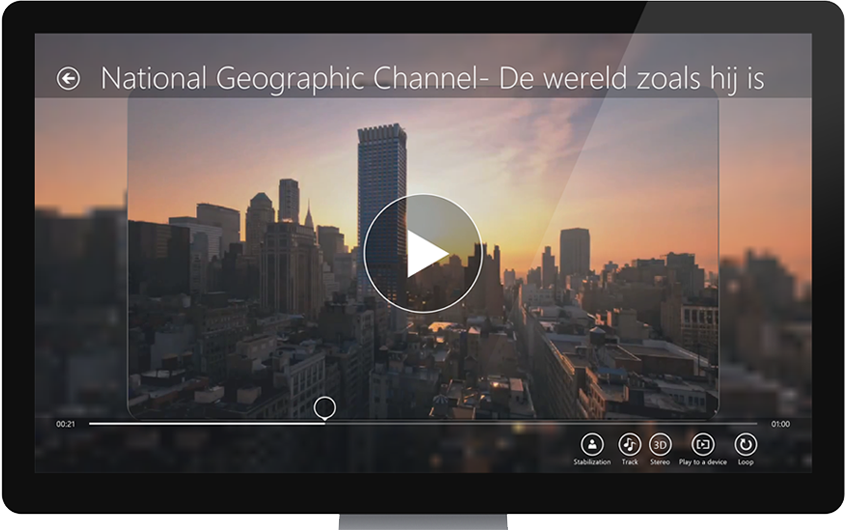 National Geographic Channel- De wereld zoals hij is
00:21
01:00
3D
Stabilization Track Stereo Play to a device Loop